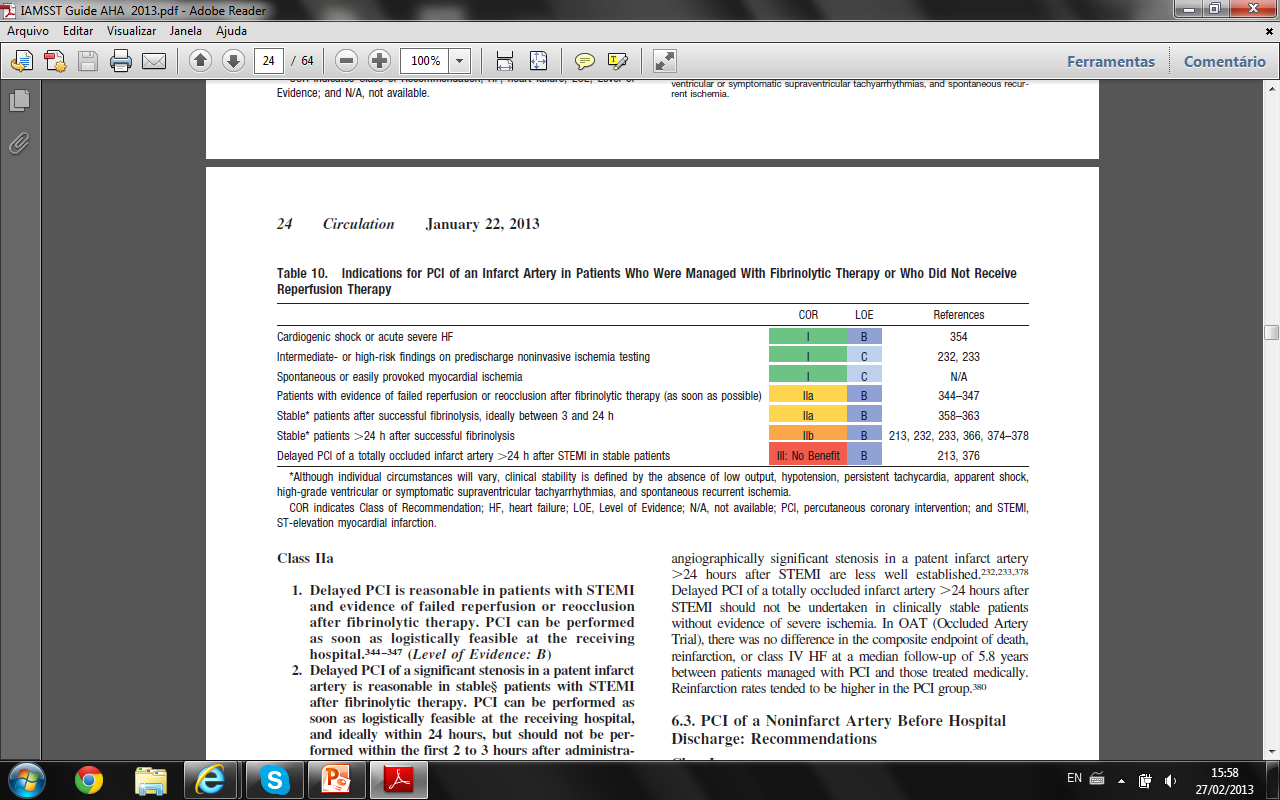 IAMSST Guide AHA 2013.pdf - Adobe Reader
Arquivo Editar Visualizar Janela Ajuda
24 / 64 100% Ferramentas Comentário
Evidence; and N/A, not available.
ventricular or symptomatic supraventricular tachyarrhythmias, and spontaneous recur-
rent ischemia.
24 Circulation January 22, 2013
Table 10. Indications for PCI of an Infarct Artery in Patients Who Were Managed With Fibrinolytic Therapy or Who Did Not Receive
Reperfusion Therapy
COR LOE References
Cardiogenic shock or acute severe HF I B 354
Intermediate- or high-risk findings on predischarge noninvasive ischemia testing I C 232, 233
Spontaneous or easily provoked myocardial ischemia I C N/A
Patients with evidence of failed reperfusion or reocclusion after fibrinolytic therapy (as soon as possible) IIa B 344–347
Stable* patients after successful fibrinolysis, ideally between 3 and 24 h IIa B 358–363
Stable* patients >24 h after successful fibrinolysis IIb B 213, 232, 233, 366, 374–378
Delayed PCI of a totally occluded infarct artery >24 h after STEMI in stable patients III: No Benefit B 213, 376
*Although individual circumstances will vary, clinical stability is defined by the absence of low output, hypotension, persistent tachycardia, apparent shock,
high-grade ventricular or symptomatic supraventricular tachyarrhythmias, and spontaneous recurrent ischemia.
COR indicates Class of Recommendation; HF, heart failure; LOE, Level of Evidence; N/A, not available; PCI, percutaneous coronary intervention; and STEMI,
ST-elevation myocardial infarction.
Class IIa
1. Delayed PCI is reasonable in patients with STEMI
and evidence of failed reperfusion or reocclusion
after fibrinolytic therapy. PCI can be performed
as soon as logistically feasible at the receiving
hospital.344–347 (Level of Evidence: B)
2. Delayed PCI of a significant stenosis in a patent infarct
artery is reasonable in stable§ patients with STEMI
after fibrinolytic therapy. PCI can be performed as
soon as logistically feasible at the receiving hospital,
and ideally within 24 hours, but should not be per-
formed within the first 2 to 3 hours after administra-
angiographically significant stenosis in a patent infarct artery
>24 hours after STEMI are less well established.232,233,378
Delayed PCI of a totally occluded infarct artery >24 hours after
STEMI should not be undertaken in clinically stable patients
without evidence of severe ischemia. In OAT (Occluded Artery
Trial), there was no difference in the composite endpoint of death,
reinfarction, or class IV HF at a median follow-up of 5.8 years
between patients managed with PCI and those treated medically.
Reinfarction rates tended to be higher in the PCI group.380
6.3. PCI of a Noninfarct Artery Before Hospital
Discharge: Recommendations
EN 15:58
27/02/2013